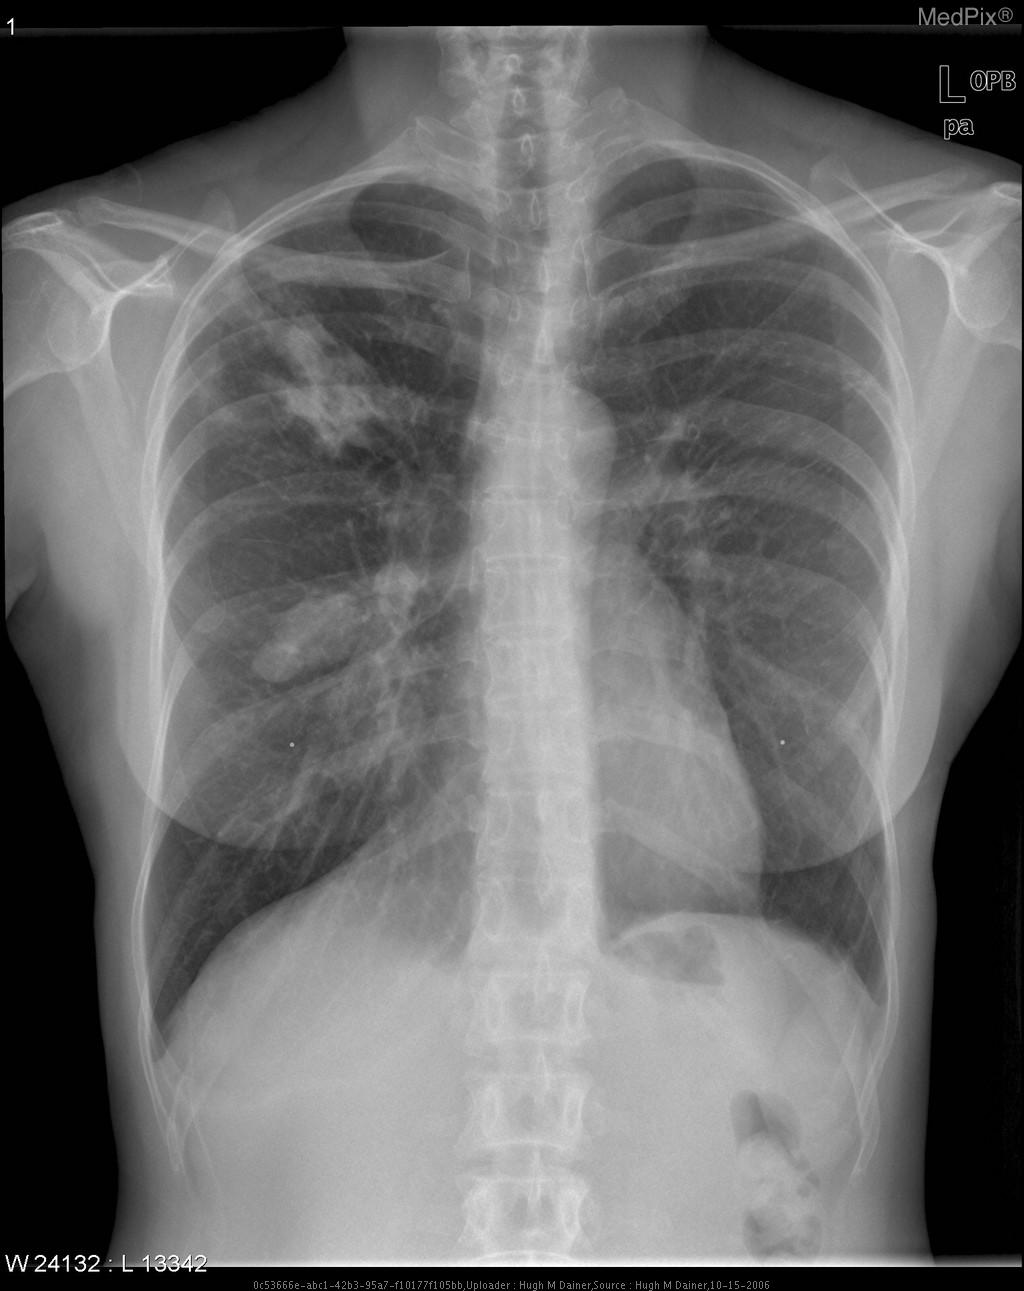 1
MedPix®
L OPB
pa
W 24132 : L 13342
0c53666e-abc1-42b3-95a7-f10177f105bb,Uploader : Hugh M Dainer,Source : Hugh M Dainer,10-15-2006